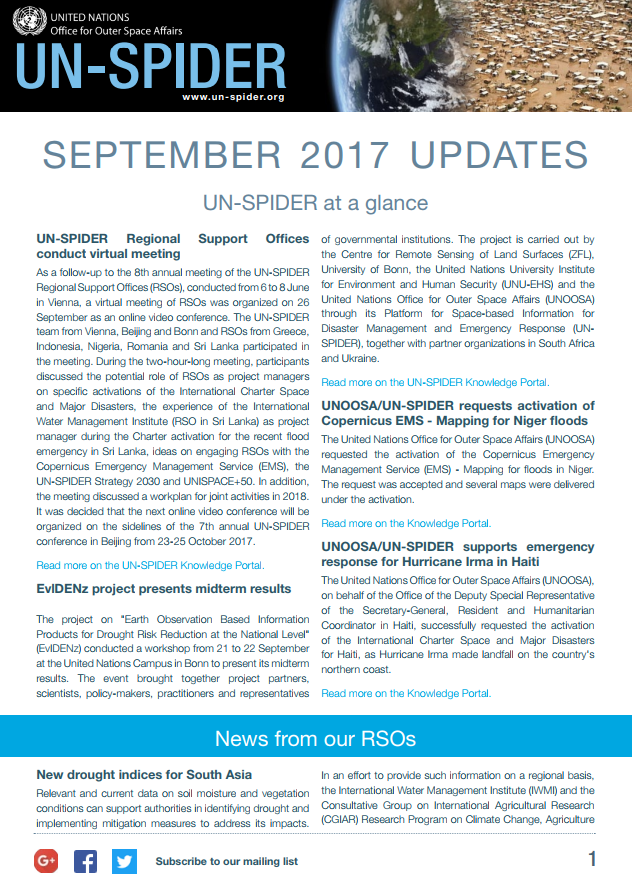 UNITED NATIONS
Office for Outer Space Affairs
UN-SPIDER
www.un-spider.org
SEPTEMBER 2017 UPDATES
UN-SPIDER at a glance
UN-SPIDER Regional Support Offices
conduct virtual meeting
As a follow-up to the 8th annual meeting of the UN-SPIDER
Regional Support Offices (RSOs), conducted from 6 to 8 June
in Vienna, a virtual meeting of RSOs was organized on 26
September as an online video conference. The UN-SPIDER
team from Vienna, Beijing and Bonn and RSOs from Greece,
Indonesia, Nigeria, Romania and Sri Lanka participated in
the meeting. During the two-hour-long meeting, participants
discussed the potential role of RSOs as project managers
on specific activations of the International Charter Space
and Major Disasters, the experience of the International
Water Management Institute (RSO in Sri Lanka) as project
manager during the Charter activation for the recent flood
emergency in Sri Lanka, ideas on engaging RSOs with the
Copernicus Emergency Management Service (EMS), the
UN-SPIDER Strategy 2030 and UNISPACE+50. In addition,
the meeting discussed a workplan for joint activities in 2018.
It was decided that the next online video conference will be
organized on the sidelines of the 7th annual UN-SPIDER
conference in Beijing from 23-25 October 2017.
Read more on the UN-SPIDER Knowledge Portal.
EvIDENz project presents midterm results
The project on "Earth Observation Based Information
Products for Drought Risk Reduction at the National Level"
(EvIDENz) conducted a workshop from 21 to 22 September
at the United Nations Campus in Bonn to present its midterm
results. The event brought together project partners,
scientists, policy-makers, practitioners and representatives
of governmental institutions. The project is carried out by
the Centre for Remote Sensing of Land Surfaces (ZFL),
University of Bonn, the United Nations University Institute
for Environment and Human Security (UNU-EHS) and the
United Nations Office for Outer Space Affairs (UNOOSA)
through its Platform for Space-based Information for
Disaster Management and Emergency Response (UN-
SPIDER), together with partner organizations in South Africa
and Ukraine.
Read more on the UN-SPIDER Knowledge Portal.
UNOOSA/UN-SPIDER requests activation of
Copernicus EMS - Mapping for Niger floods
The United Nations Office for Outer Space Affairs (UNOOSA)
requested the activation of the Copernicus Emergency
Management Service (EMS) - Mapping for floods in Niger.
The request was accepted and several maps were delivered
under the activation.
Read more on the Knowledge Portal.
UNOOSA/UN-SPIDER supports emergency
response for Hurricane Irma in Haiti
The United Nations Office for Outer Space Affairs (UNOOSA),
on behalf of the Office of the Deputy Special Representative
of the Secretary-General, Resident and Humanitarian
Coordinator in Haiti, successfully requested the activation
of the International Charter Space and Major Disasters
for Haiti, as Hurricane Irma made landfall on the country's
northern coast.
Read more on the Knowledge Portal.
News from our RSOs
New drought indices for South Asia
Relevant and current data on soil moisture and vegetation
conditions can support authorities in identifying drought and
implementing mitigation measures to address its impacts.
In an effort to provide such information on a regional basis,
the International Water Management Institute (IWMI) and the
Consultative Group on International Agricultural Research
(CGIAR) Research Program on Climate Change, Agriculture
G+
f
Subscribe to our mailing list
1